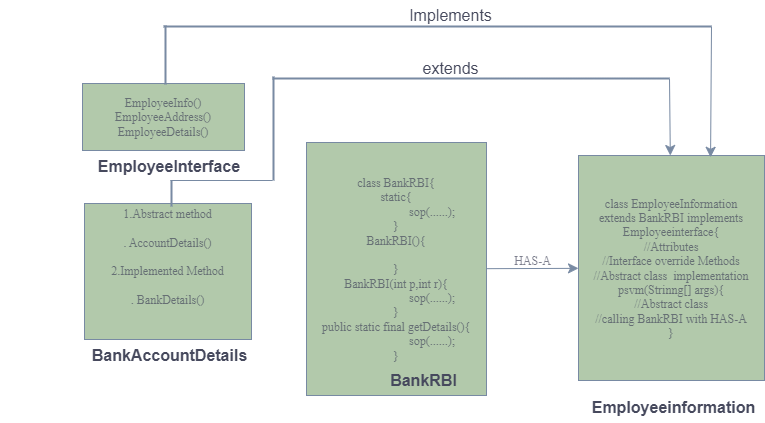 Implements
extends
EmployeeInfo()
EmployeeAddress()
EmployeeDetails()
EmployeeInterface
1.Abstract method
. AccountDetails()
2.Implemented Method
. BankDetails()
BankAccountDetails
class BankRBI{
static{
sop(......);
}
BankRBI(){
}
BankRBI(int p,int r){
sop(......);
}
public static final getDetails(){
sop(......);
}
BankRBI
HAS-A
class EmployeeInformation
extends BankRBI implements
Employeeinterface{
//Attributes
//Interface override Methods
//Abstract class implementation
psvm(Strinng[] args){
//Abstract class
//calling BankRBI with HAS-A
}
Employeeinformation